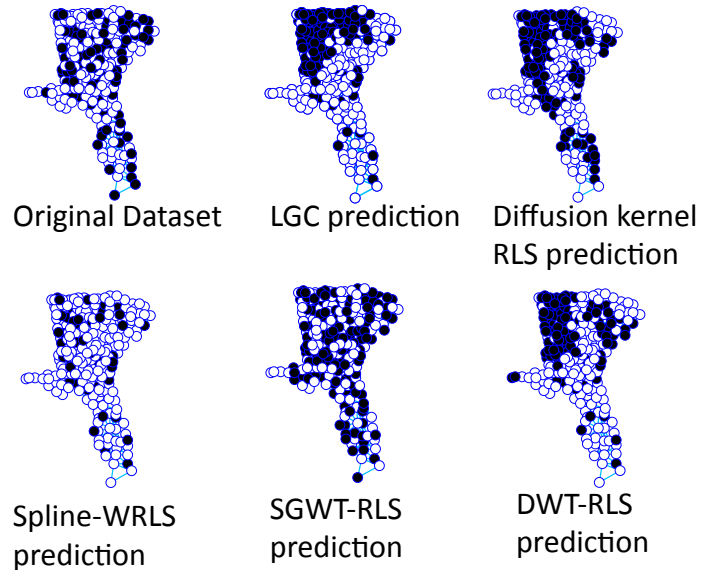 Original Dataset
LGC prediction
Diffusion kernel
RLS prediction
Spline-WRLS
prediction
SGWT-RLS
prediction
DWT-RLS
prediction